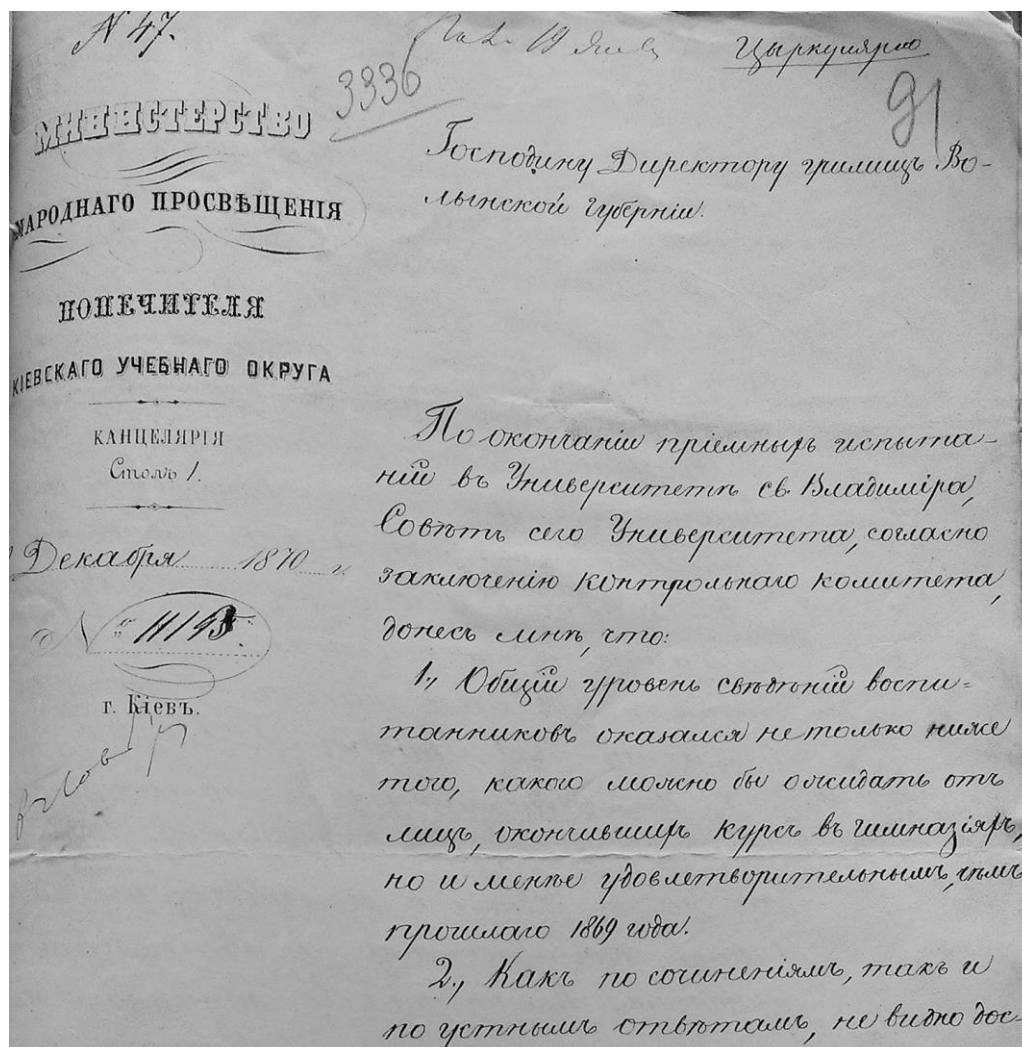 N 47.
19
Цыркулярно
3336
91
МИНИСТЕРСТВО
НАРОДНАГО ПРОСВѢЩЕНІЯ
ПОПЕЧИТЕЛЯ
КІЕВСКАГО УЧЕБНАГО ОКРУГА
КАНЦЕЛЯРІЯ
Столъ 1.
Декабря 1870 г.
№ 11195.
г. Кіевъ.
Господину Директору училищъ Во-
лынской губерніи.
По окончаніи пріемныхъ испыта-
ній въ Университетѣ св. Владиміра,
Совѣтъ сего Университета, согласно
заключенію контрольнаго комитета,
донесъ мнѣ, что:
1., Общій уровень свѣдѣній воспи-
танниковъ оказался не только ниже
того, какого можно бы ожидать отъ
лицъ, окончившихъ курсъ въ гимназіяхъ,
но и менѣе удовлетворительнымъ, чѣмъ
прошлаго 1869 года.
2., Какъ по сочиненіямъ, такъ и
по устнымъ отвѣтамъ, не видно дос-